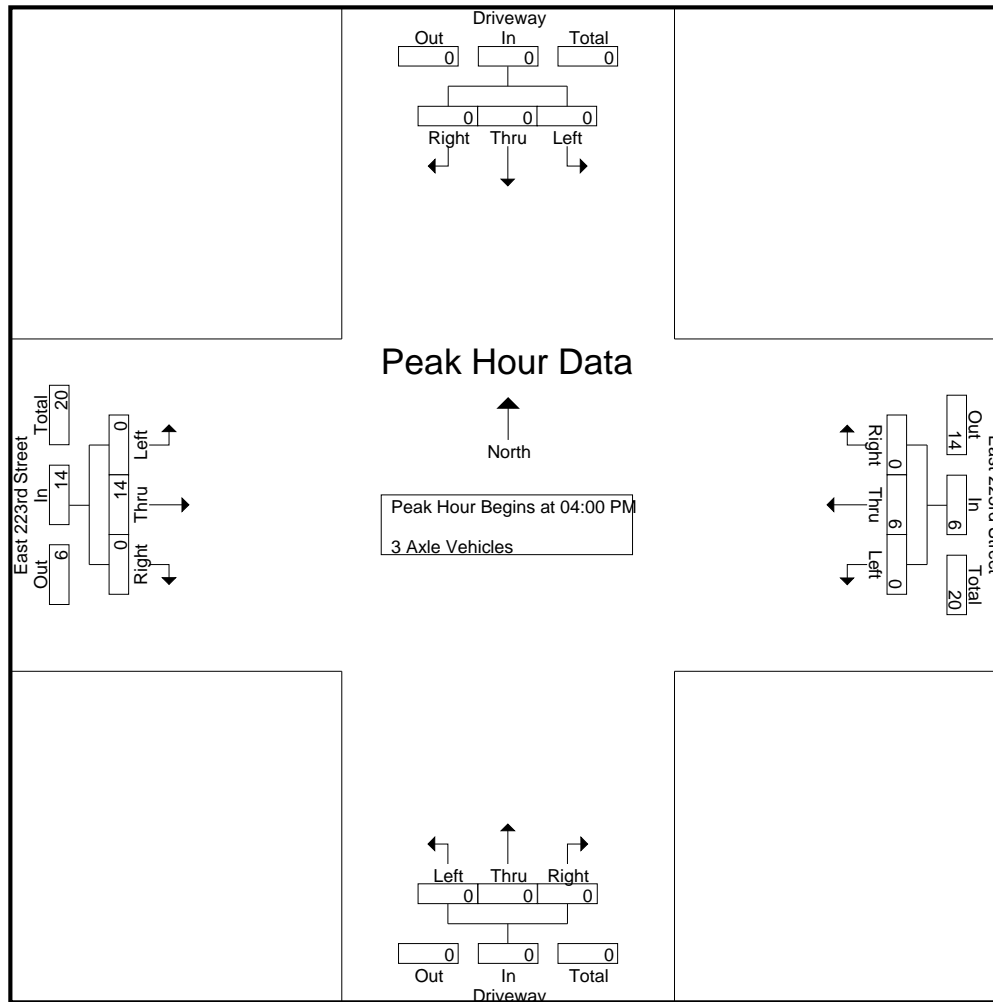 Driveway
Out In Total
0 0 0
0 0 0
Right Thru Left
Peak Hour Data
North
Peak Hour Begins at 04:00 PM
3 Axle Vehicles
East 223rd Street
Out In Total
6 14 20
0 14 0
Right Thru Left
East 223rd Street
Out In Total
14 6 20
0 6 0
Right Thru Left
Left Thru Right
0 0 0
0 0 0
Out In Total
Driveway